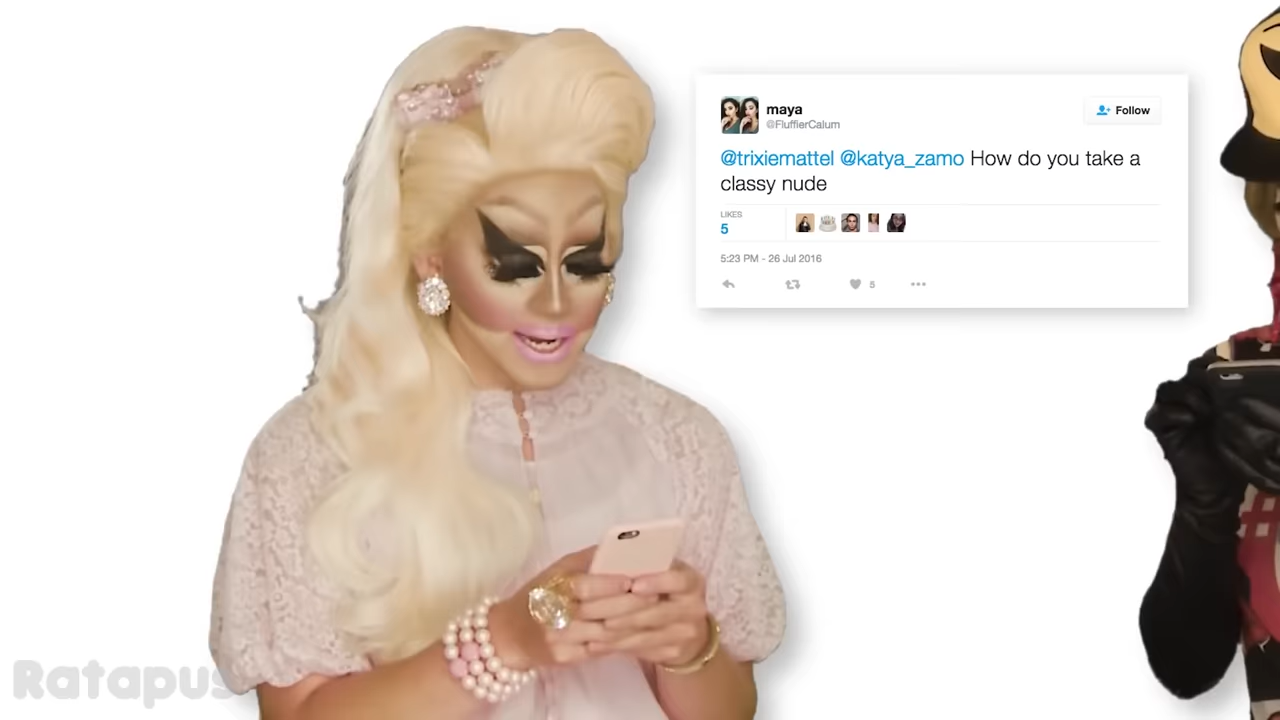 maya
@FluffierCalum
Follow
@trixiemattel @katya_zamo How do you take a
classy nude
LIKES
5
5:23 PM - 26 Jul 2016
5
Ratapus